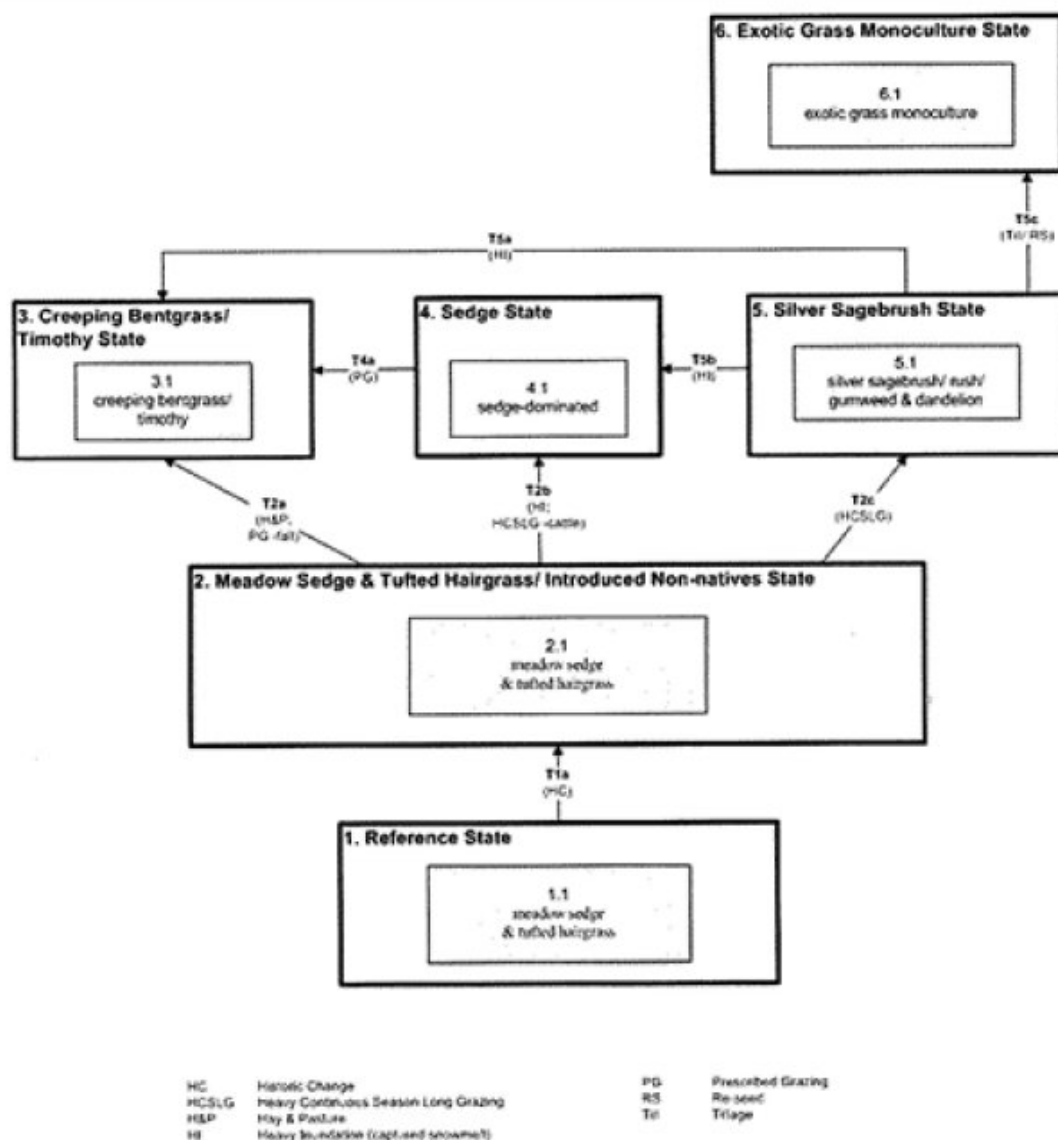 6. Exotic Grass Monoculture State
6.1
exotic grass monoculture
T5c
(Trl/ RS)
T5a
(HI)
3. Creeping Bentgrass/
Timothy State
3.1
creeping bentgrass/
timothy
T4a
(PG)
4. Sedge State
4.1
sedge-dominated
T5b
(HI)
5. Silver Sagebrush State
5.1
silver sagebrush/ rush/
gumweed & dandelion
T2a
(H&P,
PG -fall)
T2b
(HI;
HCSLG -cattle)
T2c
(HCSLG)
2. Meadow Sedge & Tufted Hairgrass/ Introduced Non-natives State
2.1
meadow sedge
& tufted hairgrass
T1a
(HC)
1. Reference State
1.1
meadow sedge
& tufted hairgrass
HC Historic Change
HCSLG Heavy Continuous Season Long Grazing
H&P Hay & Pasture
HI Heavy Inundation (captured snowmelt)
PG Prescribed Grazing
RS Re-seed
Trl Triage